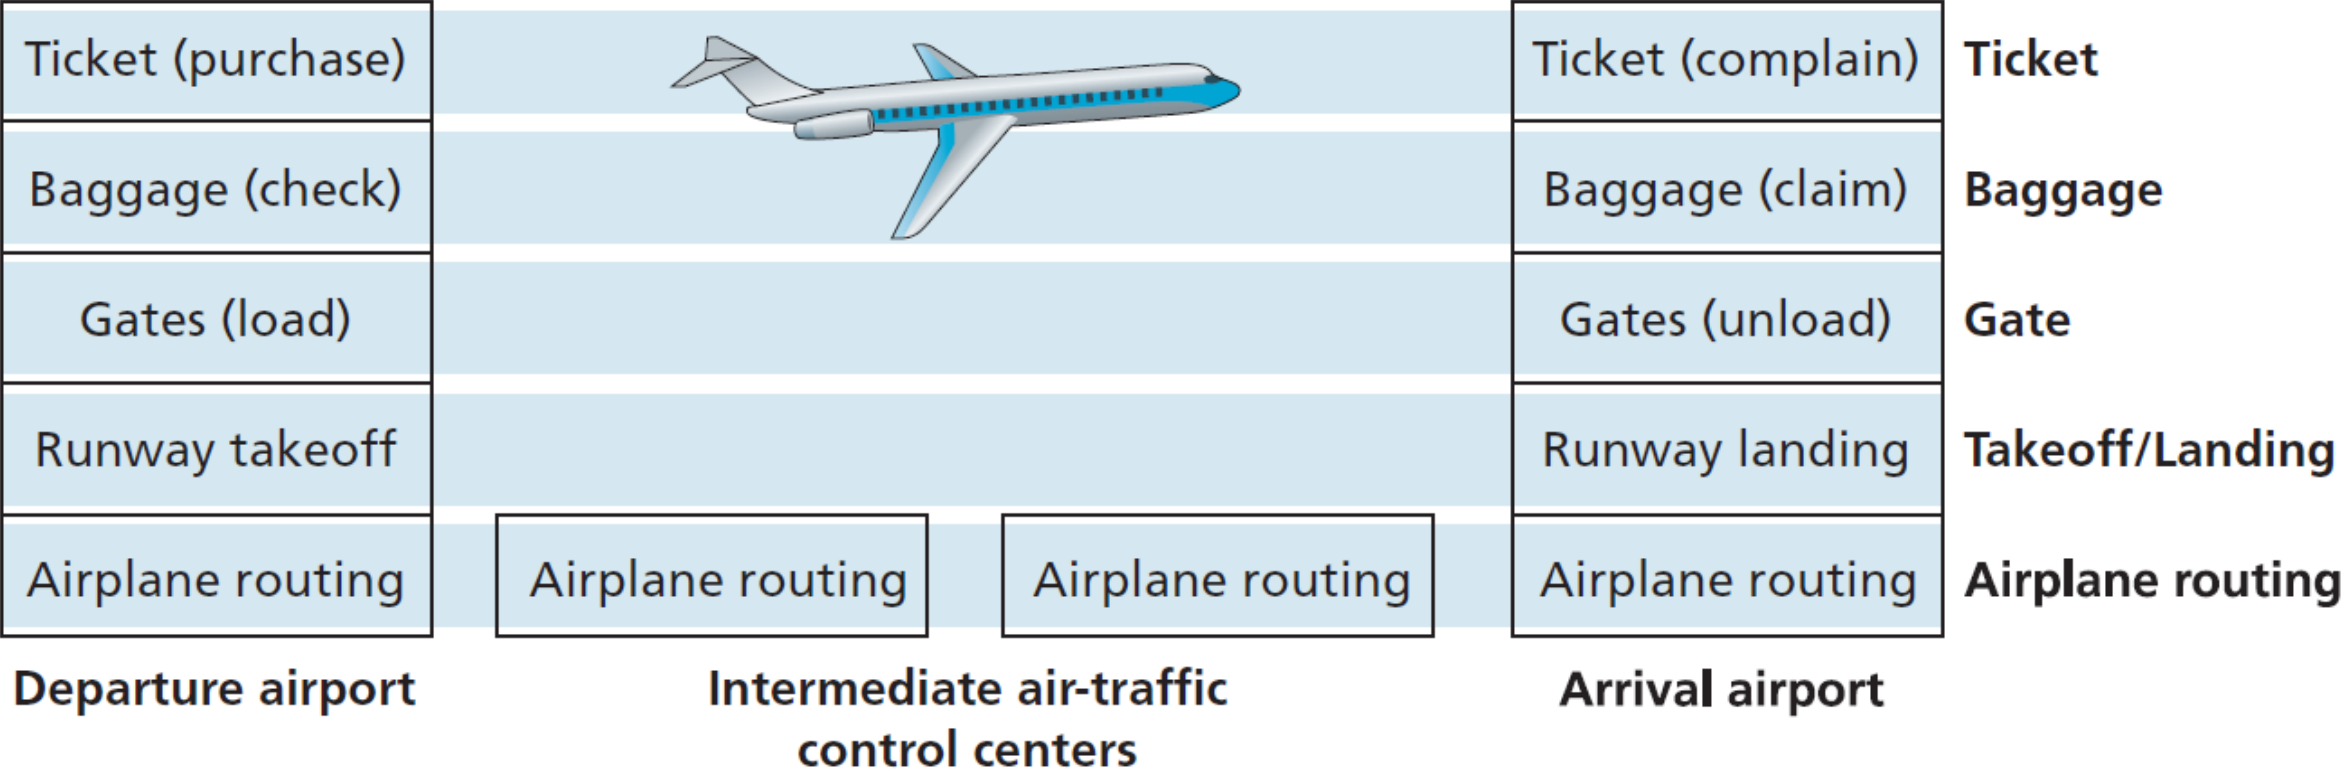 Ticket (purchase)
Ticket (complain)
Ticket
Baggage (check)
Baggage (claim)
Baggage
Gates (load)
Gates (unload)
Gate
Runway takeoff
Runway landing
Takeoff/Landing
Airplane routing
Airplane routing
Airplane routing
Airplane routing
Airplane routing
Departure airport
Intermediate air-traffic
control centers
Arrival airport